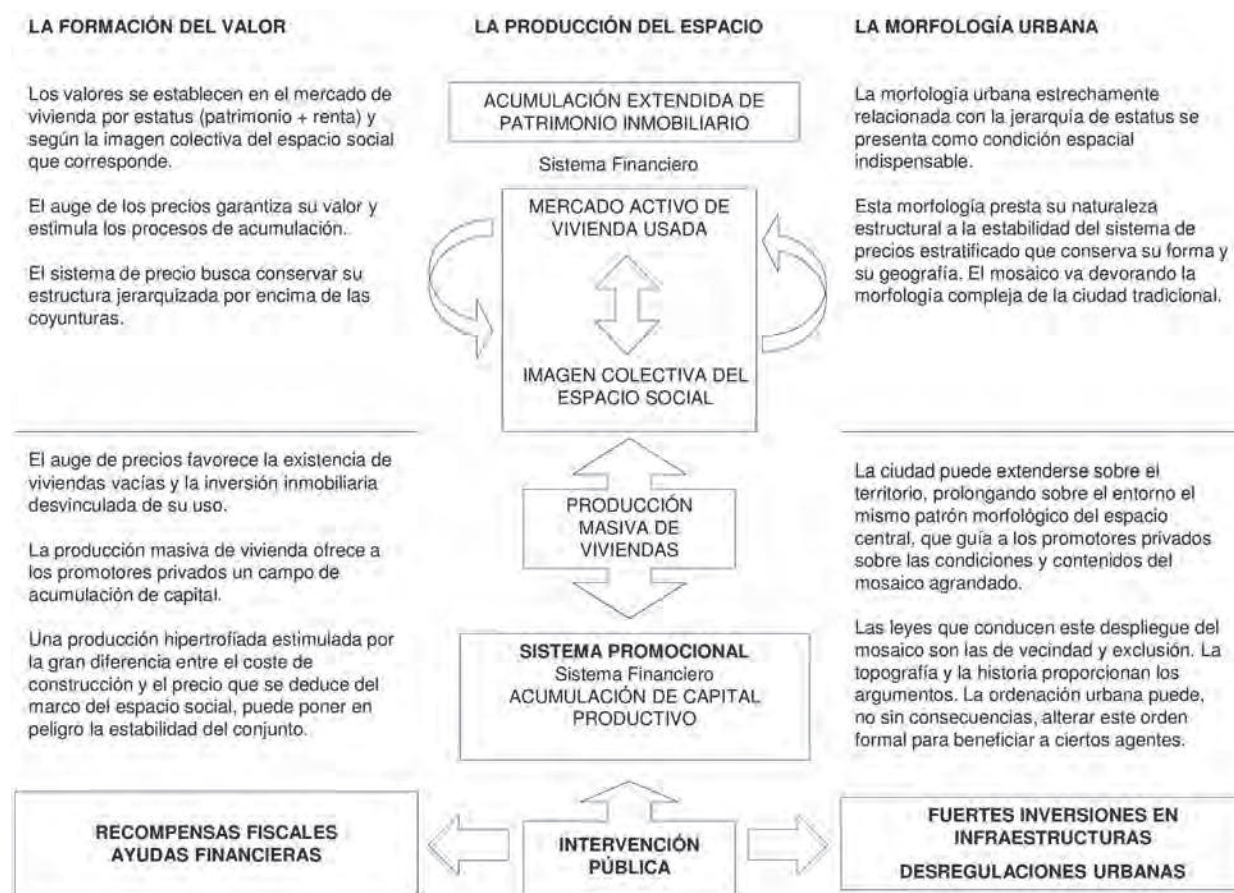 LA FORMACIÓN DEL VALOR
Los valores se establecen en el mercado de
vivienda por estatus (patrimonio + renta) y
según la imagen colectiva del espacio social
que corresponde.
El auge de los precios garantiza su valor y
estimula los procesos de acumulación.
El sistema de precio busca conservar su
estructura jerarquizada por encima de las
coyunturas.
El auge de precios favorece la existencia de
viviendas vacías y la inversión inmobiliaria
desvinculada de su uso.
La producción masiva de vivienda ofrece a
los promotores privados un campo de
acumulación de capital.
Una producción hipertrofíada estimulada por
la gran diferencia entre el coste de
construcción y el precio que se deduce del
marco del espacio social, puede poner en
peligro la estabilidad del conjunto.
RECOMPENSAS FISCALES
AYUDAS FINANCIERAS
LA PRODUCCIÓN DEL ESPACIO
ACUMULACIÓN EXTENDIDA DE
PATRIMONIO INMOBILIARIO
Sistema Financiero
MERCADO ACTIVO DE
VIVIENDA USADA
IMAGEN COLECTIVA DEL
ESPACIO SOCIAL
PRODUCCIÓN
MASIVA DE
VIVIENDAS
SISTEMA PROMOCIONAL
Sistema Financiero
ACUMULACIÓN DE CAPITAL
PRODUCTIVO
INTERVENCIÓN
PÚBLICA
LA MORFOLOGÍA URBANA
La morfología urbana estrechamente
relacionada con la jerarquía de estatus se
presenta como condición espacial
indispensable.
Esta morfología presta su naturaleza
estructural a la estabilidad del sistema de
precios estratificado que conserva su forma y
su geografía. El mosaico va devorando la
morfología compleja de la ciudad tradicional.
La ciudad puede extenderse sobre el
territorio, prolongando sobre el entorno el
mismo patrón morfológico del espacio
central, que guía a los promotores privados
sobre las condiciones y contenidos del
mosaico agrandado.
Las leyes que conducen este despliegue del
mosaico son las de vecindad y exclusión. La
topografía y la historia proporcionan los
argumentos. La ordenación urbana puede,
no sin consecuencias, alterar este orden
formal para beneficiar a ciertos agentes.
FUERTES INVERSIONES EN
INFRAESTRUCTURAS
DESREGULACIONES URBANAS